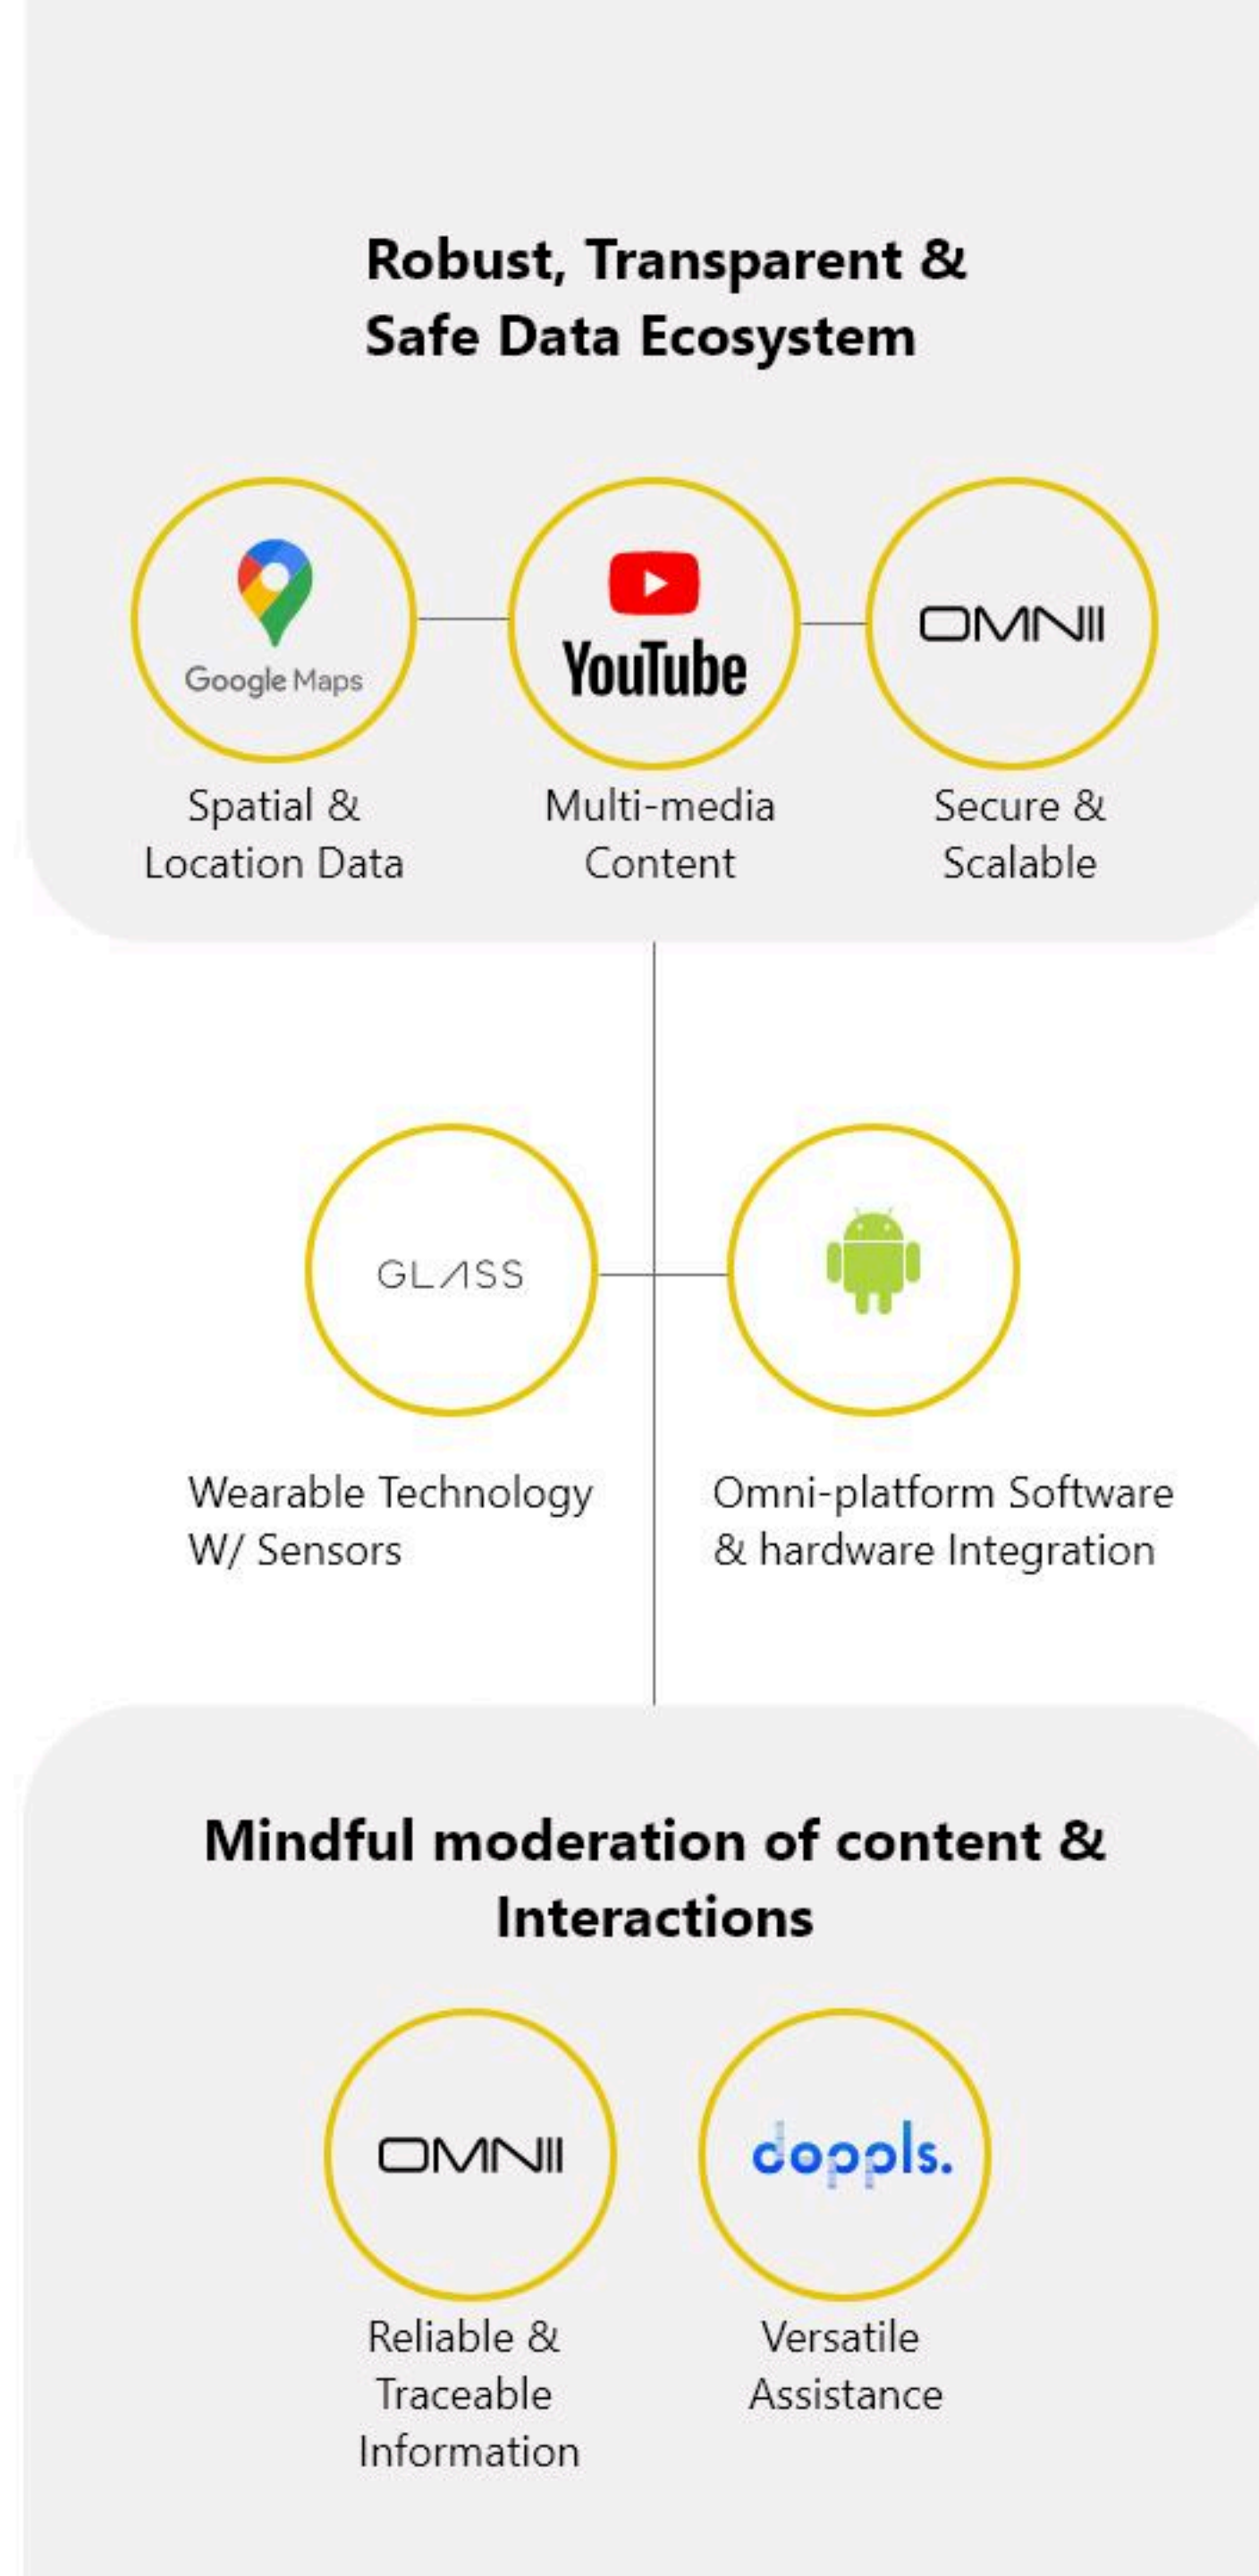 Robust, Transparent &
Safe Data Ecosystem
Google Maps
YouTube
OMNII
Spatial &
Location Data
Multi-media
Content
Secure &
Scalable
GLASS
Wearable Technology
W/ Sensors
Omni-platform Software
& hardware Integration
Mindful moderation of content &
Interactions
OMNII
doppls.
Reliable &
Traceable
Information
Versatile
Assistance